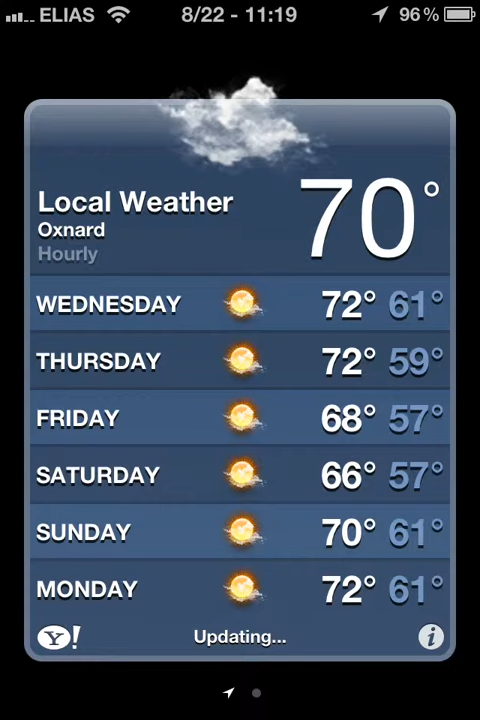 ELIAS 8/22 - 11:19 96%
Local Weather 70°
Oxnard
Hourly
WEDNESDAY 72° 61°
THURSDAY 72° 59°
FRIDAY 68° 57°
SATURDAY 66° 57°
SUNDAY 70° 61°
MONDAY 72° 61°
Y! Updating... i